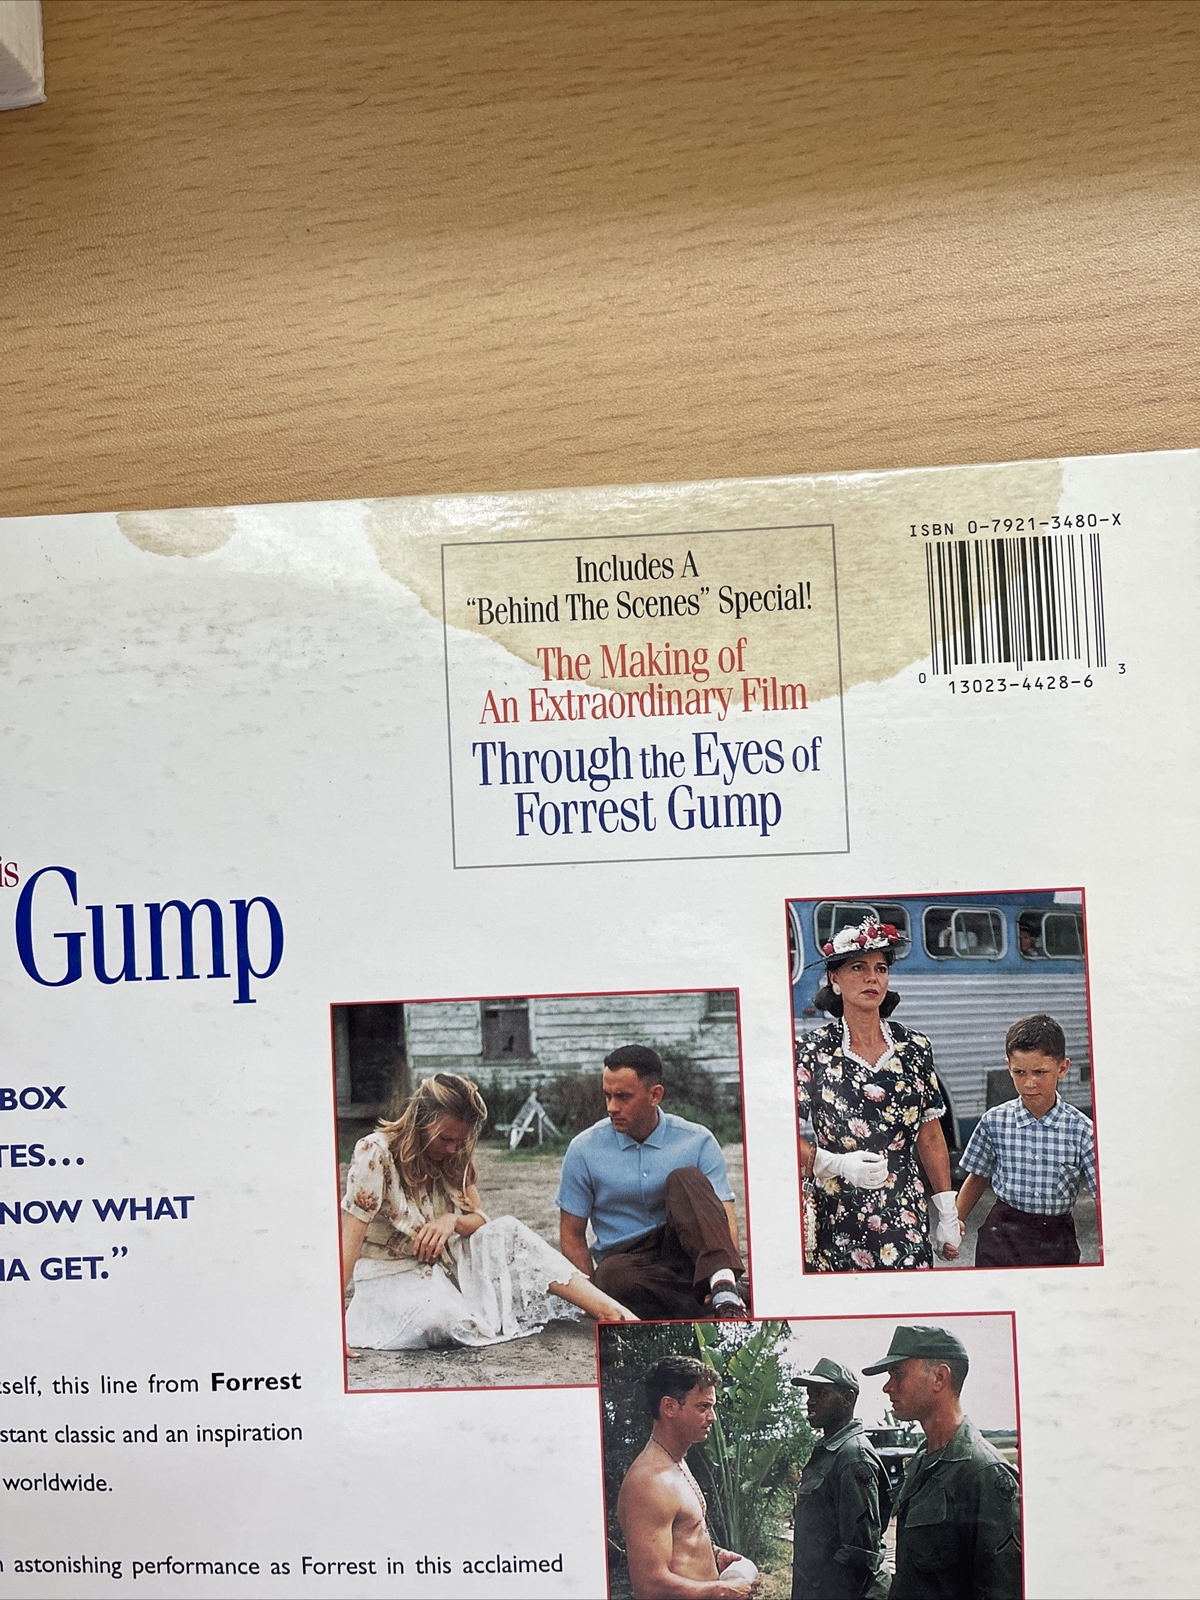 ISBN 0-7921-3480-X
Includes A
“Behind The Scenes” Special!
The Making of
An Extraordinary Film
Through the Eyes of
Forrest Gump
0 13023-4428-6 3
is
Gump
BOX
TES...
NOW WHAT
NA GET.”
self, this line from Forrest
stant classic and an inspiration
worldwide.
astonishing performance as Forrest in this acclaimed